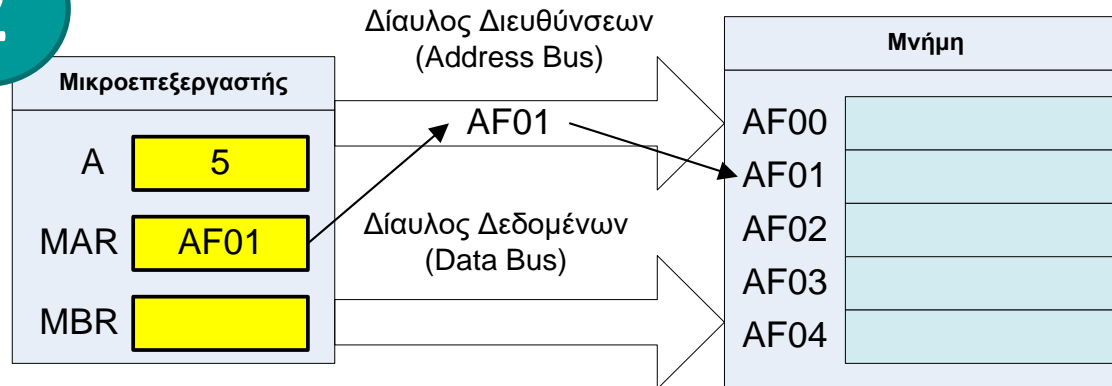 Δίαυλος Διευθύνσεων
(Address Bus)
Μνήμη
Μικροεπεξεργαστής
AF01
AF00
A
5
AF01
MAR
AF01
Δίαυλος Δεδομένων
(Data Bus)
AF02
AF03
MBR
AF04